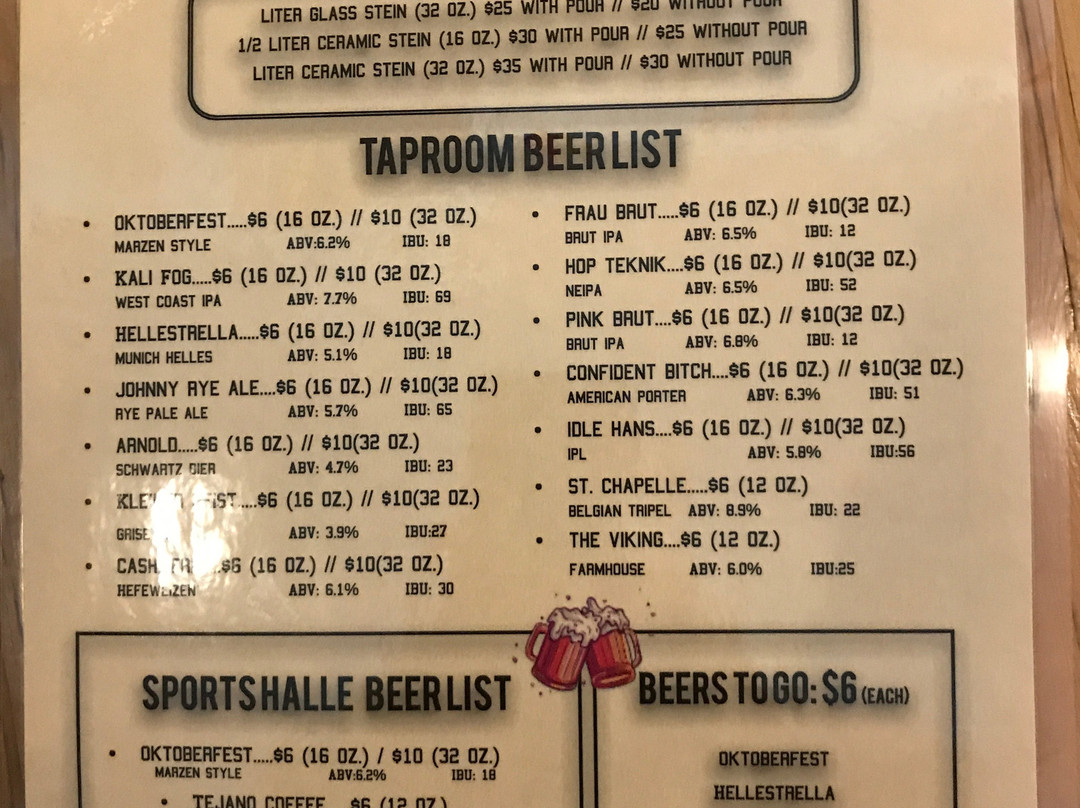 LITER GLASS STEIN (32 OZ.) $25 WITH POUR // $20 WITHOUT POUR
1/2 LITER CERAMIC STEIN (16 OZ.) $30 WITH POUR // $25 WITHOUT POUR
LITER CERAMIC STEIN (32 OZ.) $35 WITH POUR // $30 WITHOUT POUR
TAPROOM BEER LIST
• OKTOBERFEST.....$6 (16 OZ.) // $10 (32 OZ.)
MARZEN STYLE ABV:6.2% IBU: 18
• KALI FOG.....$6 (16 OZ.) // $10 (32 OZ.)
WEST COAST IPA ABV: 7.7% IBU: 69
• HELLESTRELLA.....$6 (16 OZ.) // $10(32 OZ.)
MUNICH HELLES ABV: 5.1% IBU: 18
• JOHNNY RYE ALE....$6 (16 OZ.) // $10(32 OZ.)
RYE PALE ALE ABV: 5.7% IBU: 65
• ARNOLD.....$6 (16 OZ.) // $10(32 OZ.)
SCHWARTZ BIER ABV: 4.7% IBU: 23
• $6 (16 OZ.) // $10(32 OZ.)
ABV: 3.9% IBU:27
• CASH $6 (16 OZ.) // $10(32 OZ.)
HEFEWEIZEN ABV: 6.1% IBU: 30
• FRAU BRUT.....$6 (16 OZ.) // $10(32 OZ.)
BRUT IPA ABV: 6.5% IBU: 12
• HOP TEKNIK....$6 (16 OZ.) // $10(32 OZ.)
NEIPA ABV: 6.5% IBU: 52
• PINK BRUT....$6 (16 OZ.) // $10(32 OZ.)
BRUT IPA ABV: 6.8% IBU: 12
• CONFIDENT BITCH....$6 (16 OZ.) // $10(32 OZ.)
AMERICAN PORTER ABV: 6.3% IBU: 51
• IDLE HANS....$6 (16 OZ.) // $10(32 OZ.)
IPL ABV: 5.8% IBU:56
• ST. CHAPELLE.....$6 (12 OZ.)
BELGIAN TRIPEL ABV: 8.9% IBU: 22
• THE VIKING....$6 (12 OZ.)
FARMHOUSE ABV: 6.0% IBU:25
SPORTSHALLE BEER LIST
• OKTOBERFEST.....$6 (16 OZ.) / $10 (32 OZ.)
MARZEN STYLE ABV:6.2% IBU: 18
• TEJANO COFFEE $6 (12 OZ.)
BEERS TO GO: $6 (EACH)
OKTOBERFEST
HELLESTRELLA